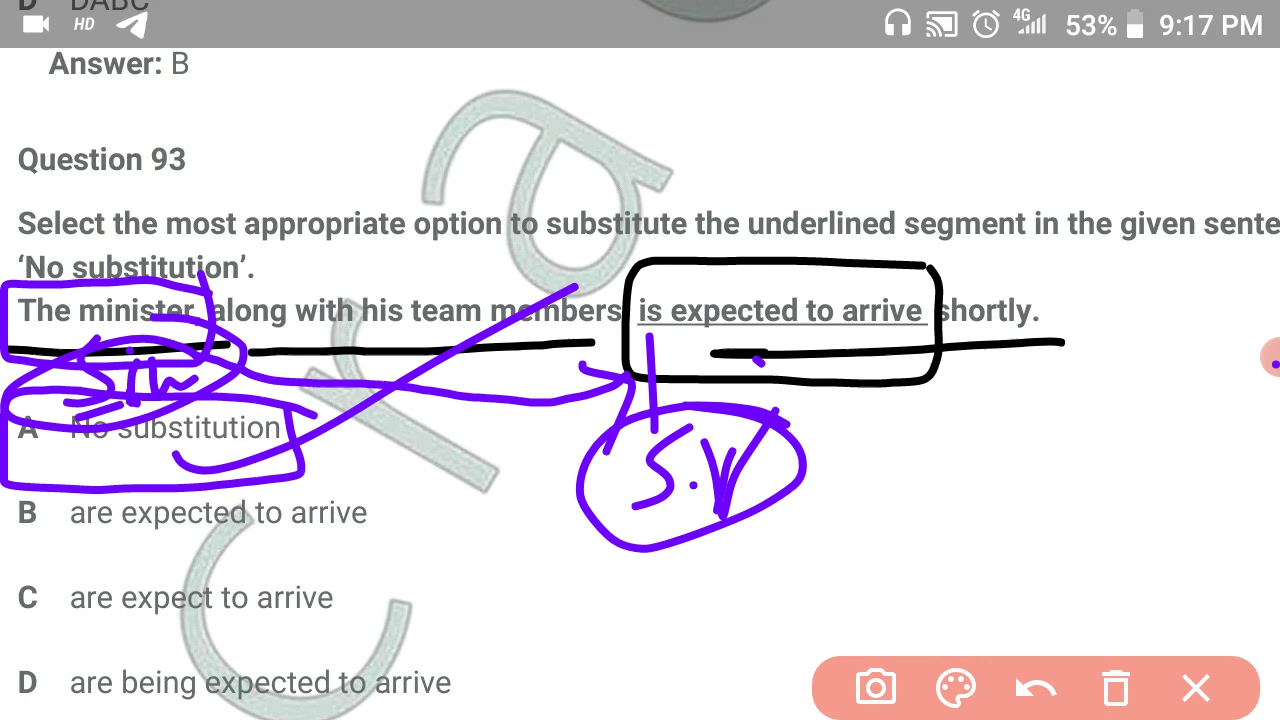 D DABC
HD 4G 53% 9:17 PM
Answer: B
Question 93
Select the most appropriate option to substitute the underlined segment in the given sente
‘No substitution’.
The minister, along with his team members is expected to arrive shortly.
A No substitution
S.V
B are expected to arrive
C are expect to arrive
D are being expected to arrive